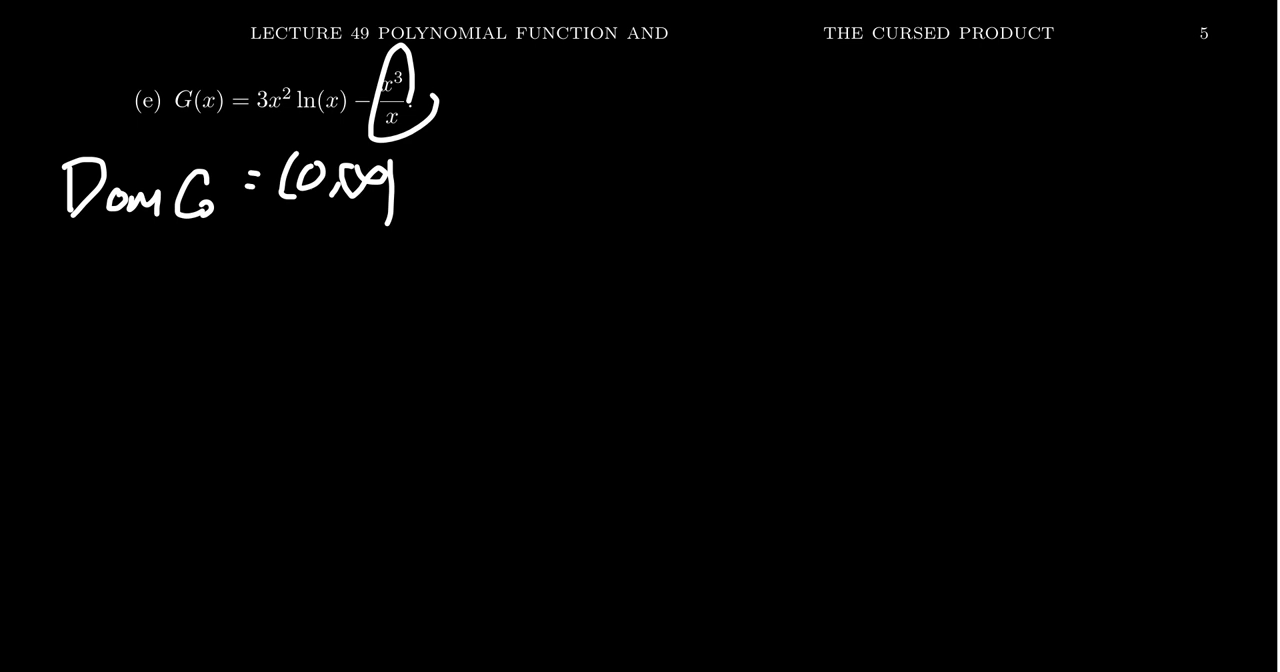 LECTURE 49 POLYNOMIAL FUNCTION AND THE CURSED PRODUCT 5
(e) G(x) = 3x² ln(x) − x³/x.
Dom G = (0,∞)